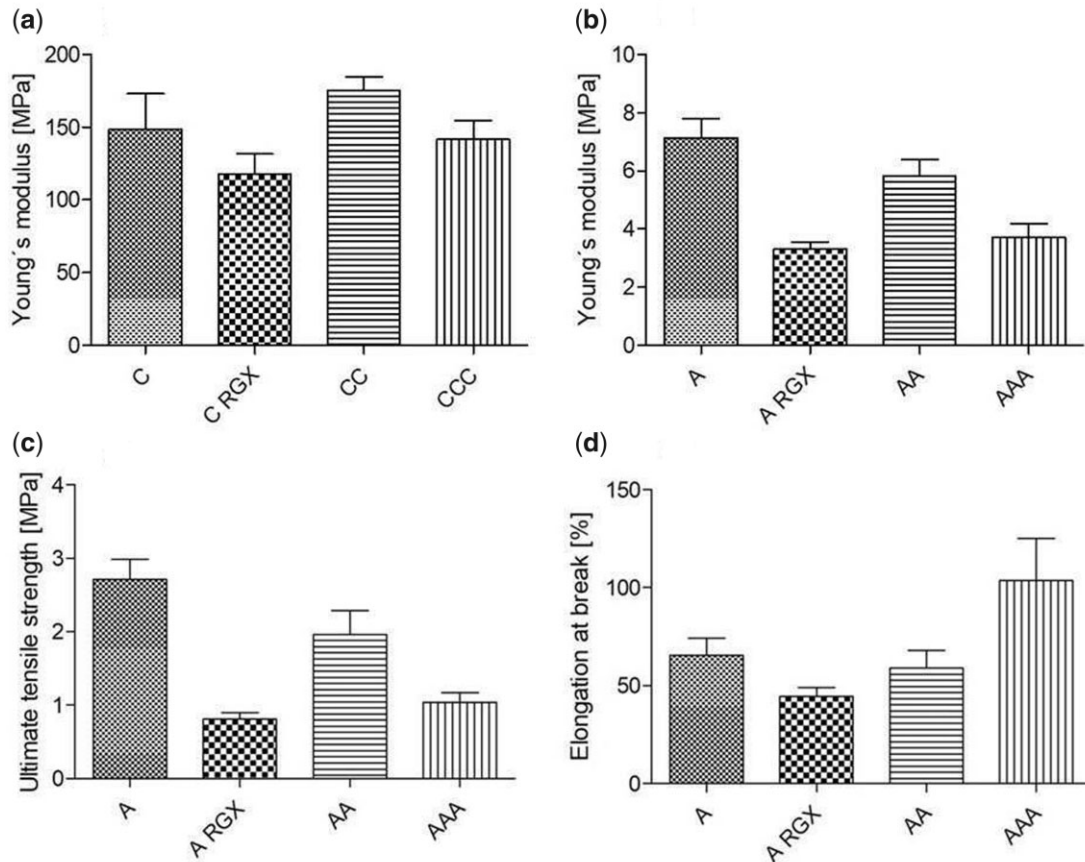 (a)
Young´s modulus [MPa]
200
150
100
50
0
C
C RGX
CC
CCC
(b)
Young´s modulus [MPa]
10
8
6
4
2
0
A
A RGX
AA
AAA
(c)
Ultimate tensile strength [MPa]
4
3
2
1
0
A
A RGX
AA
AAA
(d)
Elongation at break [%]
150
100
50
0
A
A RGX
AA
AAA